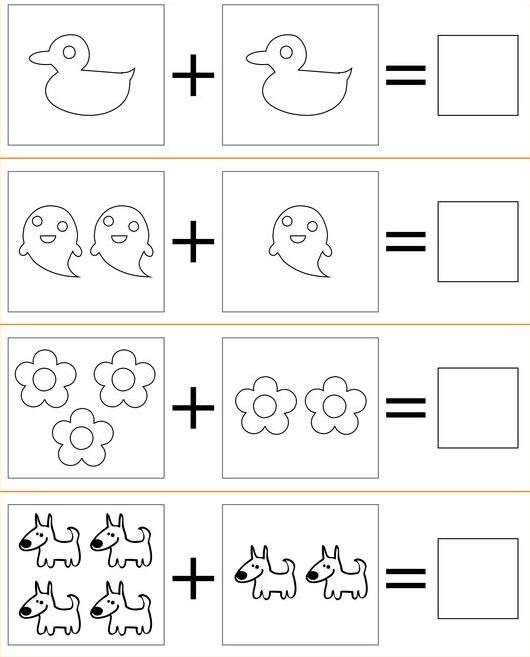 + =
+ =
+ =
+ =